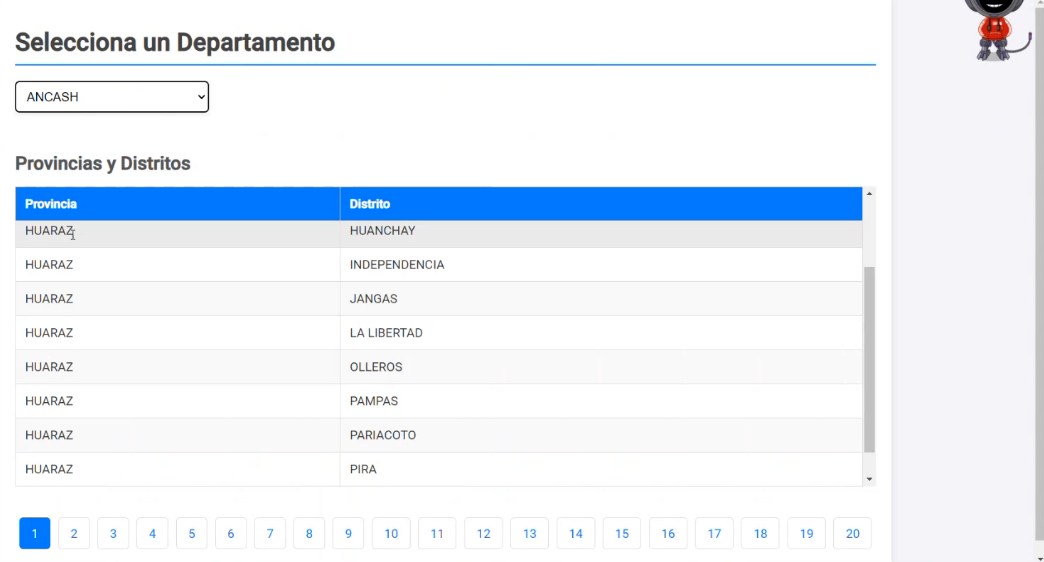 Selecciona un Departamento
ANCASH
Provincias y Distritos
Provincia Distrito
HUARAZ HUANCHAY
HUARAZ INDEPENDENCIA
HUARAZ JANGAS
HUARAZ LA LIBERTAD
HUARAZ OLLEROS
HUARAZ PAMPAS
HUARAZ PARIACOTO
HUARAZ PIRA
1 2 3 4 5 6 7 8 9 10 11 12 13 14 15 16 17 18 19 20